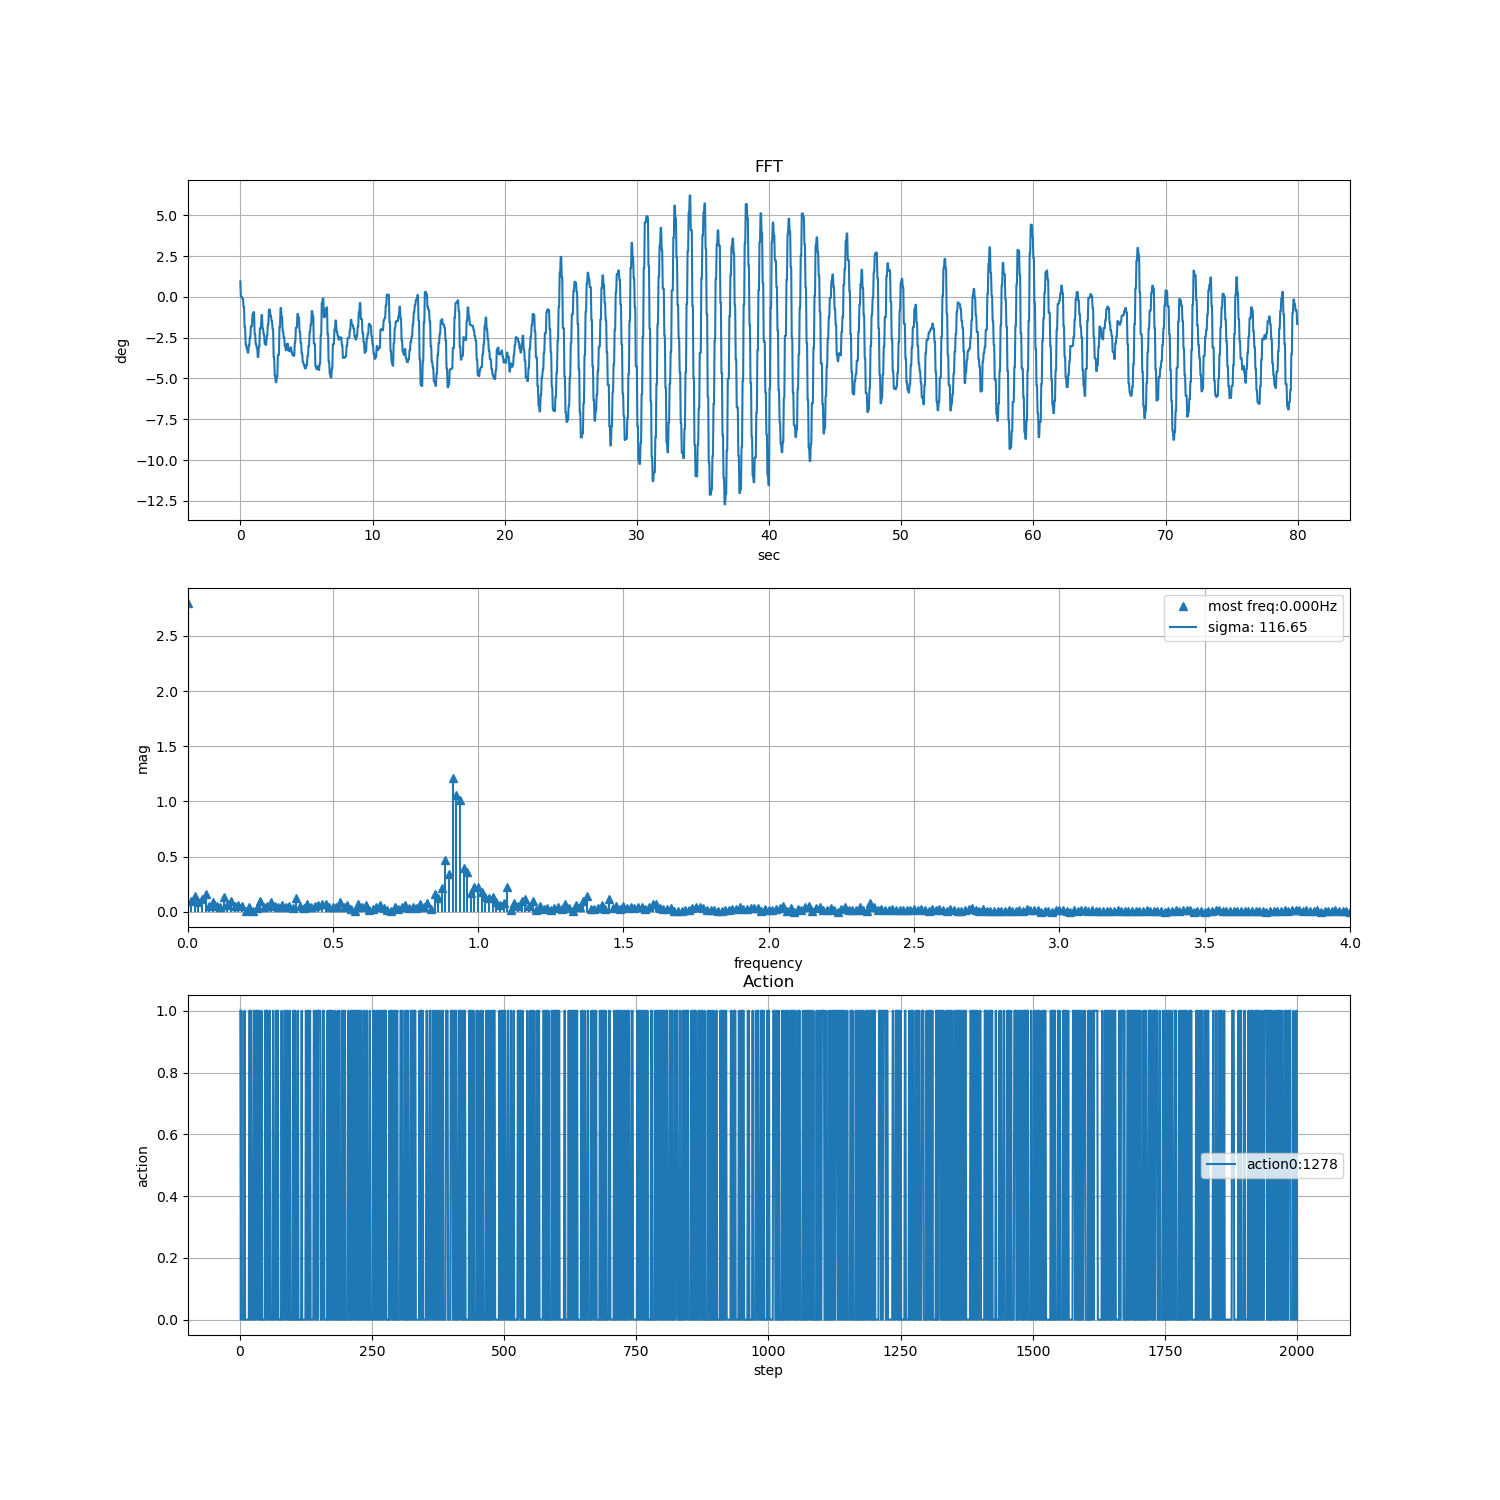 FFT
5.0
2.5
0.0
−2.5
−5.0
−7.5
−10.0
−12.5
deg
0 10 20 30 40 50 60 70 80
sec
most freq:0.000Hz
sigma: 116.65
2.5
2.0
1.5
1.0
0.5
0.0
mag
0.0 0.5 1.0 1.5 2.0 2.5 3.0 3.5 4.0
frequency
Action
1.0
0.8
0.6
0.4
0.2
0.0
action
action0:1278
0 250 500 750 1000 1250 1500 1750 2000
step